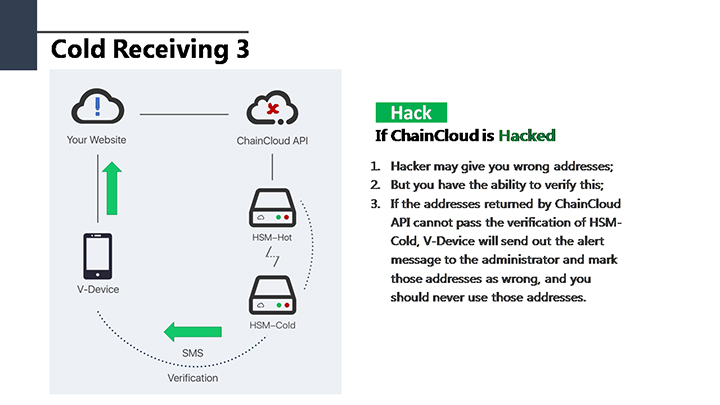 Cold Receiving 3
Your Website
ChainCloud API
HSM-Hot
V-Device
HSM-Cold
SMS
Verification
Hack
If ChainCloud is Hacked
1. Hacker may give you wrong addresses;
2. But you have the ability to verify this;
3. If the addresses returned by ChainCloud
API cannot pass the verification of HSM-
Cold, V-Device will send out the alert
message to the administrator and mark
those addresses as wrong, and you
should never use those addresses.